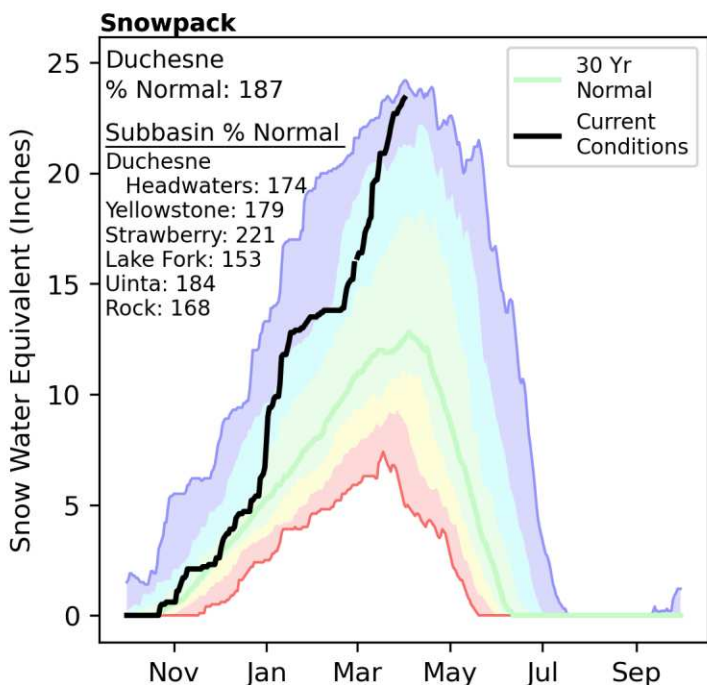 Snowpack
Duchesne
% Normal: 187
Subbasin % Normal
Duchesne
Headwaters: 174
Yellowstone: 179
Strawberry: 221
Lake Fork: 153
Uinta: 184
Rock: 168
30 Yr
Normal
Current
Conditions
Snow Water Equivalent (Inches)
25
20
15
10
5
0
Nov Jan Mar May Jul Sep